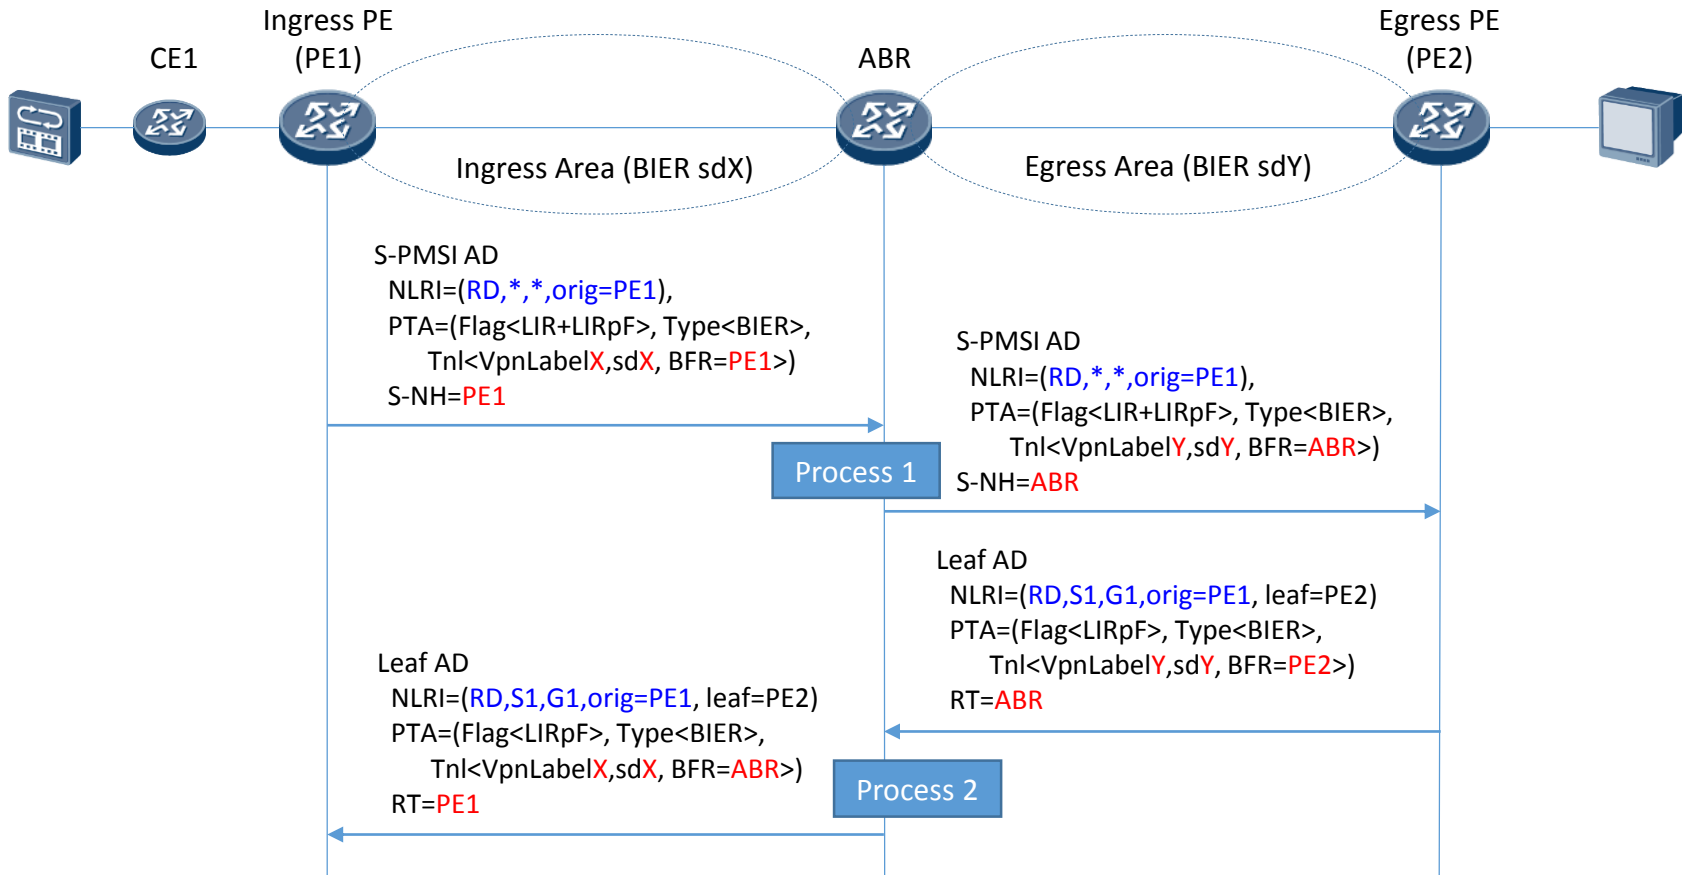 Ingress PE
(PE1)
CE1
ABR
Egress PE
(PE2)
Ingress Area (BIER sdX)
Egress Area (BIER sdY)
S-PMSI AD
NLRI=(RD,*,*,orig=PE1),
PTA=(Flag<LIR+LIRpF>, Type<BIER>,
Tnl<VpnLabelX,sdX, BFR=PE1>)
S-NH=PE1
S-PMSI AD
NLRI=(RD,*,*,orig=PE1),
PTA=(Flag<LIR+LIRpF>, Type<BIER>,
Tnl<VpnLabelY,sdY, BFR=ABR>)
S-NH=ABR
Process 1
Leaf AD
NLRI=(RD,S1,G1,orig=PE1, leaf=PE2)
PTA=(Flag<LIRpF>, Type<BIER>,
Tnl<VpnLabelY,sdY, BFR=PE2>)
RT=ABR
Leaf AD
NLRI=(RD,S1,G1,orig=PE1, leaf=PE2)
PTA=(Flag<LIRpF>, Type<BIER>,
Tnl<VpnLabelX,sdX, BFR=ABR>)
RT=PE1
Process 2